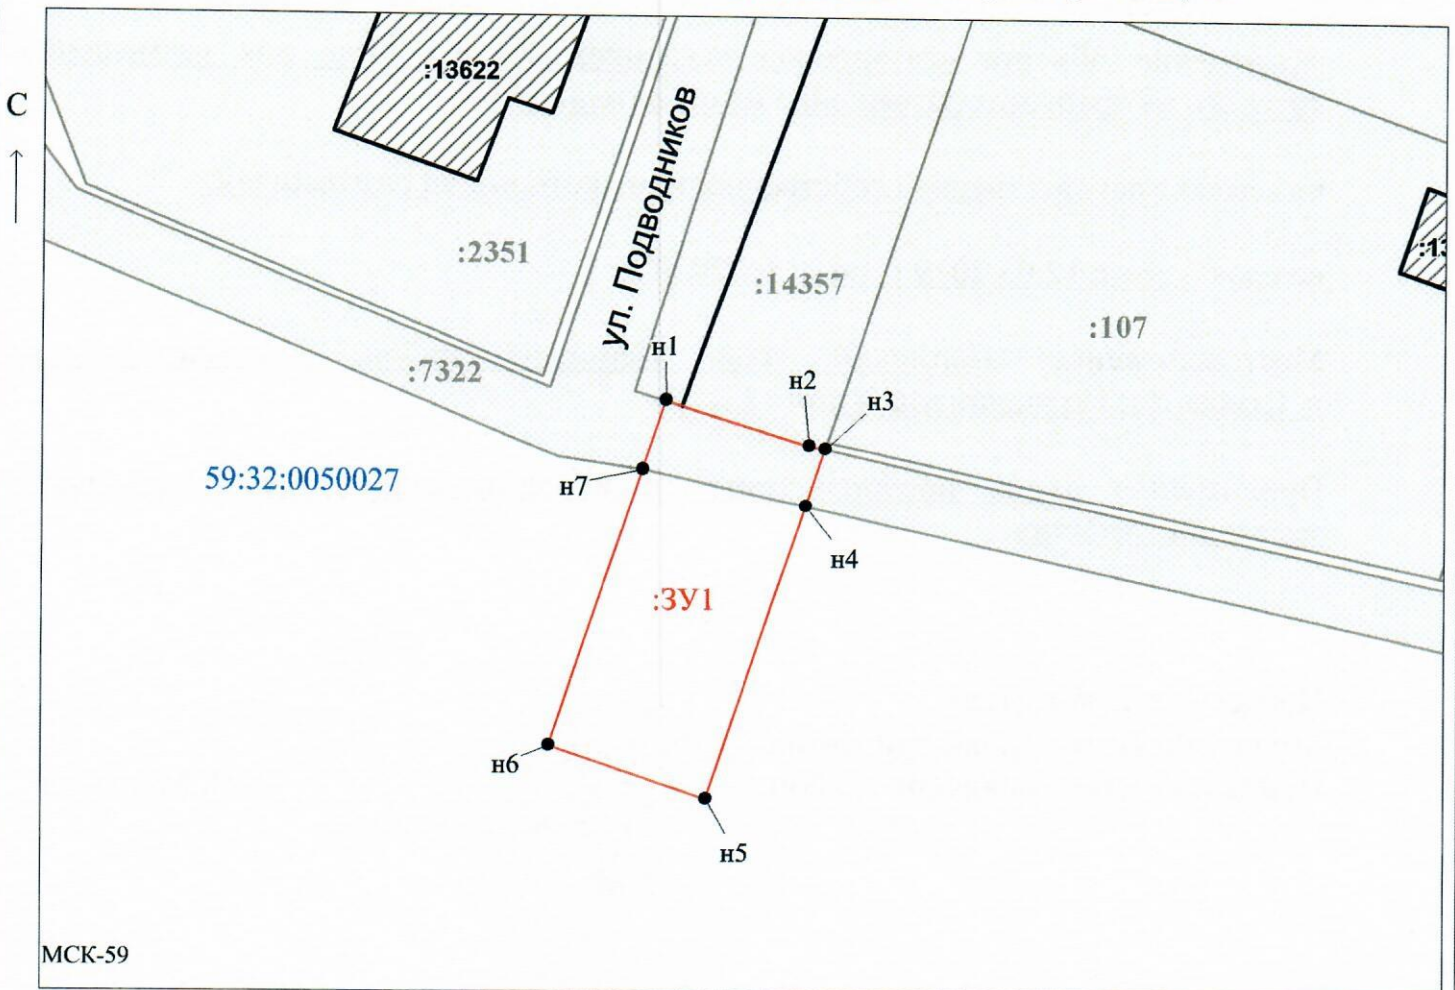 :13622
С
ул. Подводников
:2351
:14357
:107
н1
:7322
н2
н3
59:32:0050027
н7
н4
:ЗУ1
н6
н5
МСК-59